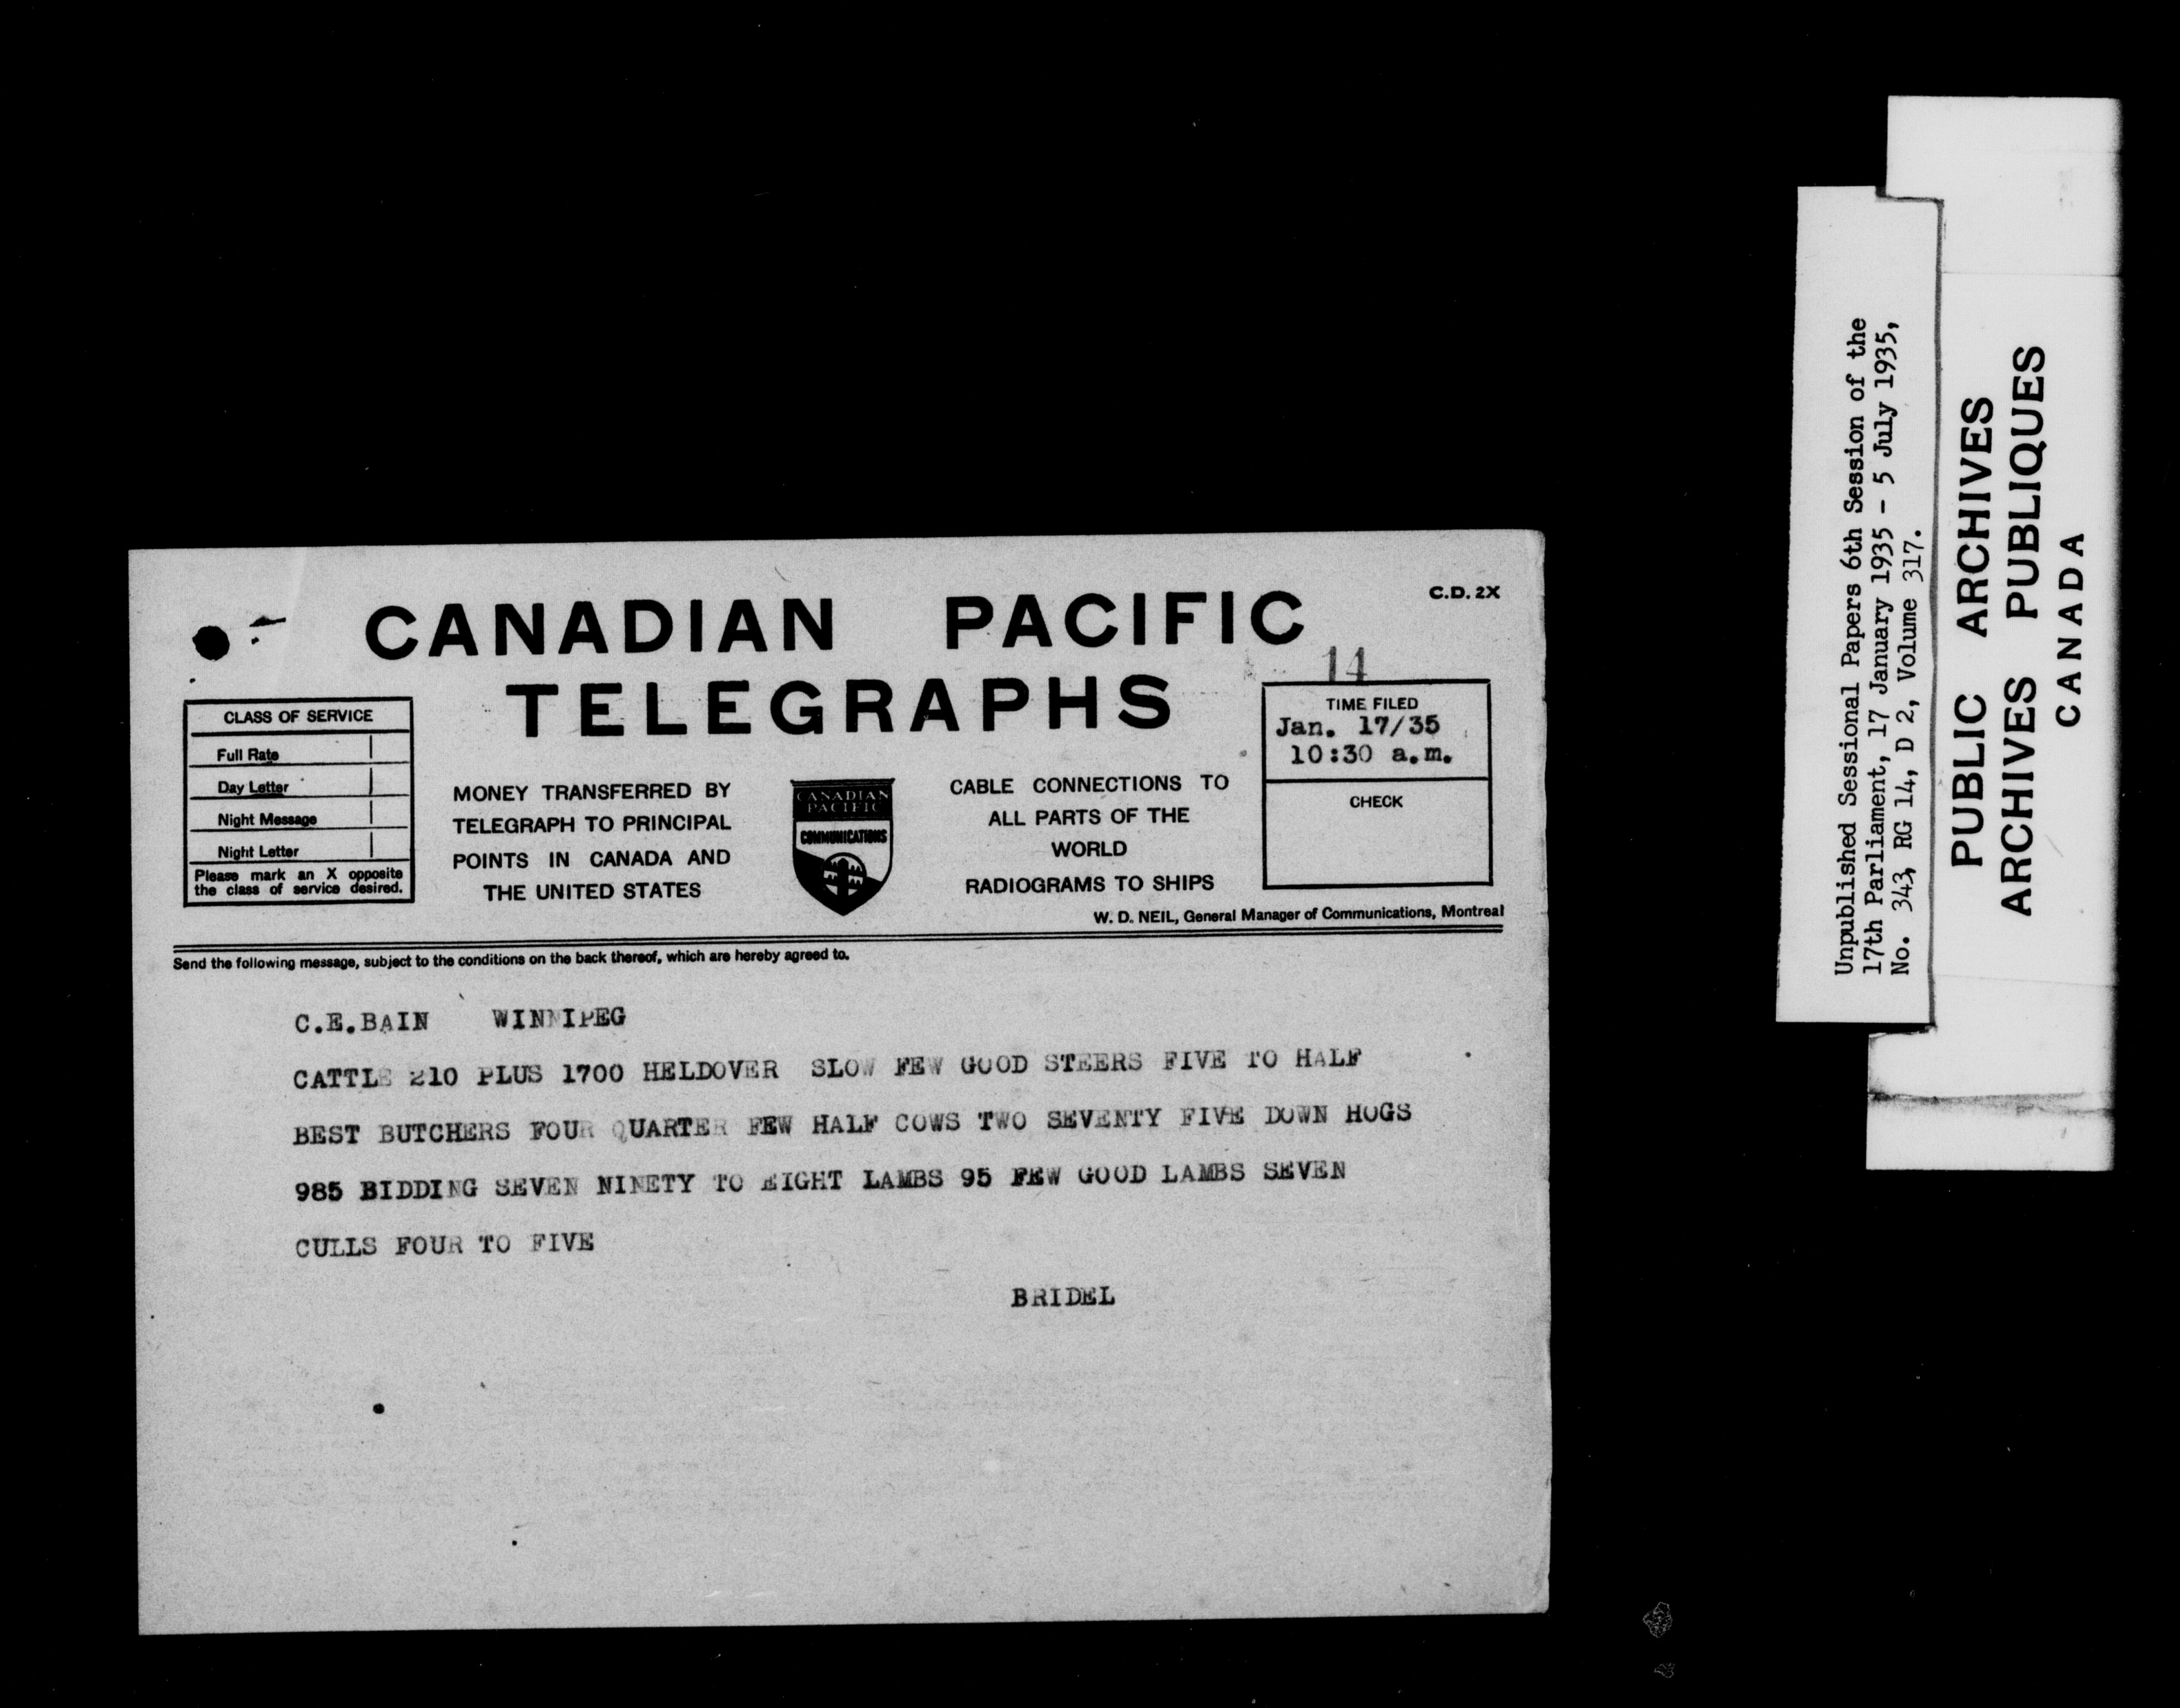 CANADIAN PACIFIC
TELEGRAPHS
C.D. 2X
14
CLASS OF SERVICE
Full Rate
Day Letter
Night Message
Night Letter
Please mark an X opposite
the class of service desired.
MONEY TRANSFERRED BY
TELEGRAPH TO PRINCIPAL
POINTS IN CANADA AND
THE UNITED STATES
CANADIAN
PACIFIC
COMMUNICATIONS
CABLE CONNECTIONS TO
ALL PARTS OF THE
WORLD
RADIOGRAMS TO SHIPS
TIME FILED
Jan. 17/35
10:30 a.m.
CHECK
W. D. NEIL, General Manager of Communications, Montreal
Send the following message, subject to the conditions on the back thereof, which are hereby agreed to.
C.E.BAIN WINNIPEG
CATTLE 210 PLUS 1700 HELDOVER SLOW FEW GOOD STEERS FIVE TO HALF
BEST BUTCHERS FOUR QUARTER FEW HALF COWS TWO SEVENTY FIVE DOWN HOGS
985 BIDDING SEVEN NINETY TO EIGHT LAMBS 95 FEW GOOD LAMBS SEVEN
CULLS FOUR TO FIVE
BRIDEL
Unpublished Sessional Papers 6th Session of the
17th Parliament, 17 January 1935 - 5 July 1935,
No. 343, RG 14, D 2, Volume 317.
PUBLIC ARCHIVES
ARCHIVES PUBLIQUES
CANADA